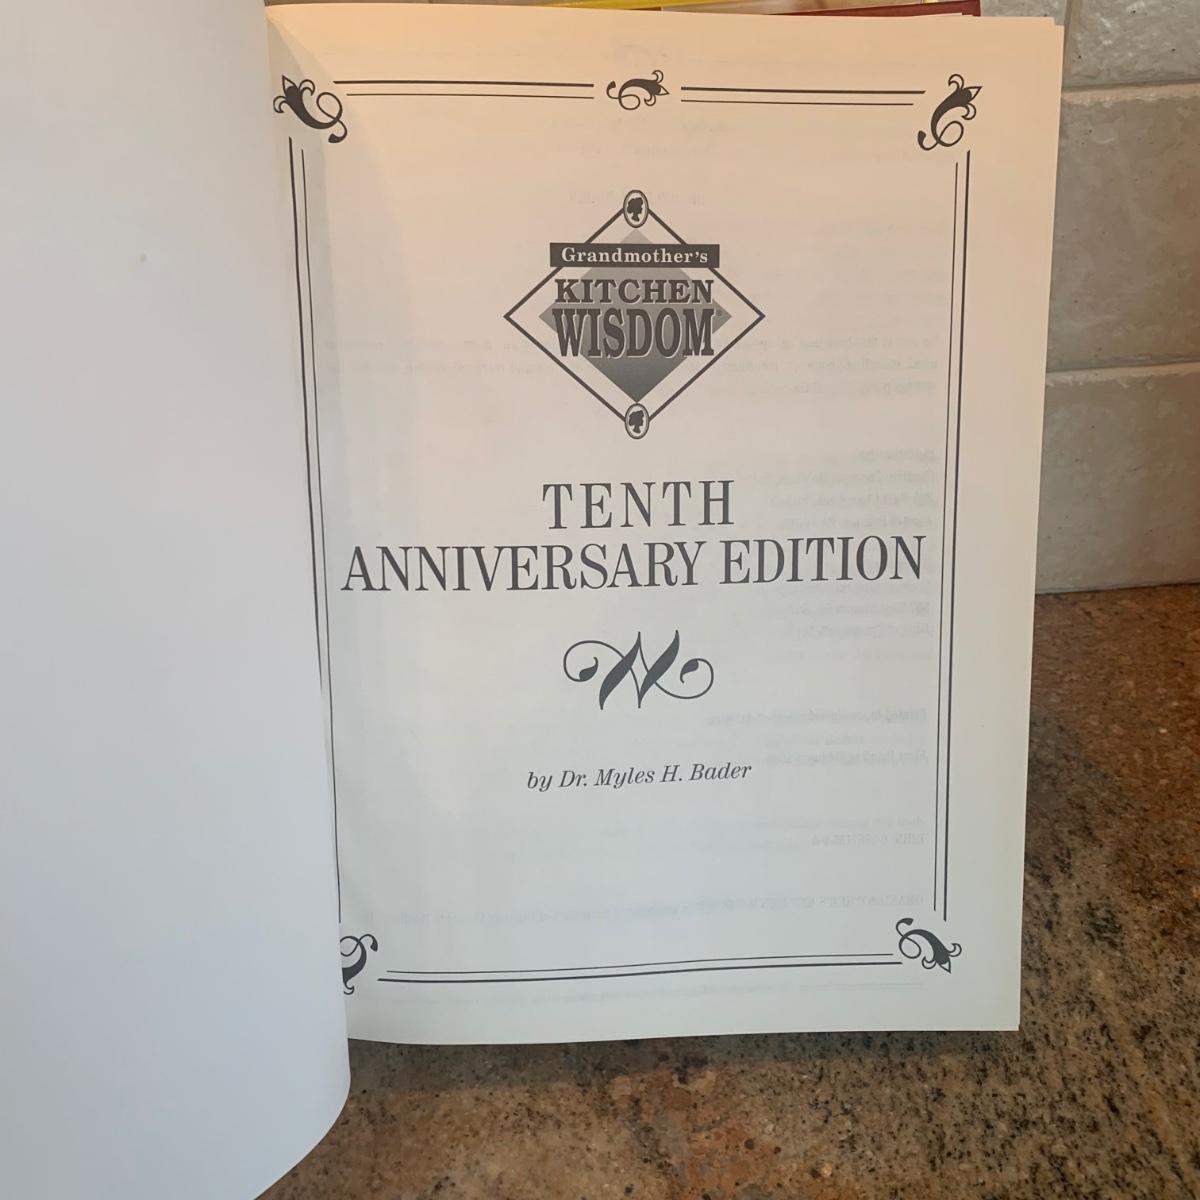 Grandmother's
KITCHEN
WISDOM®
TENTH
ANNIVERSARY EDITION
by Dr. Myles H. Bader